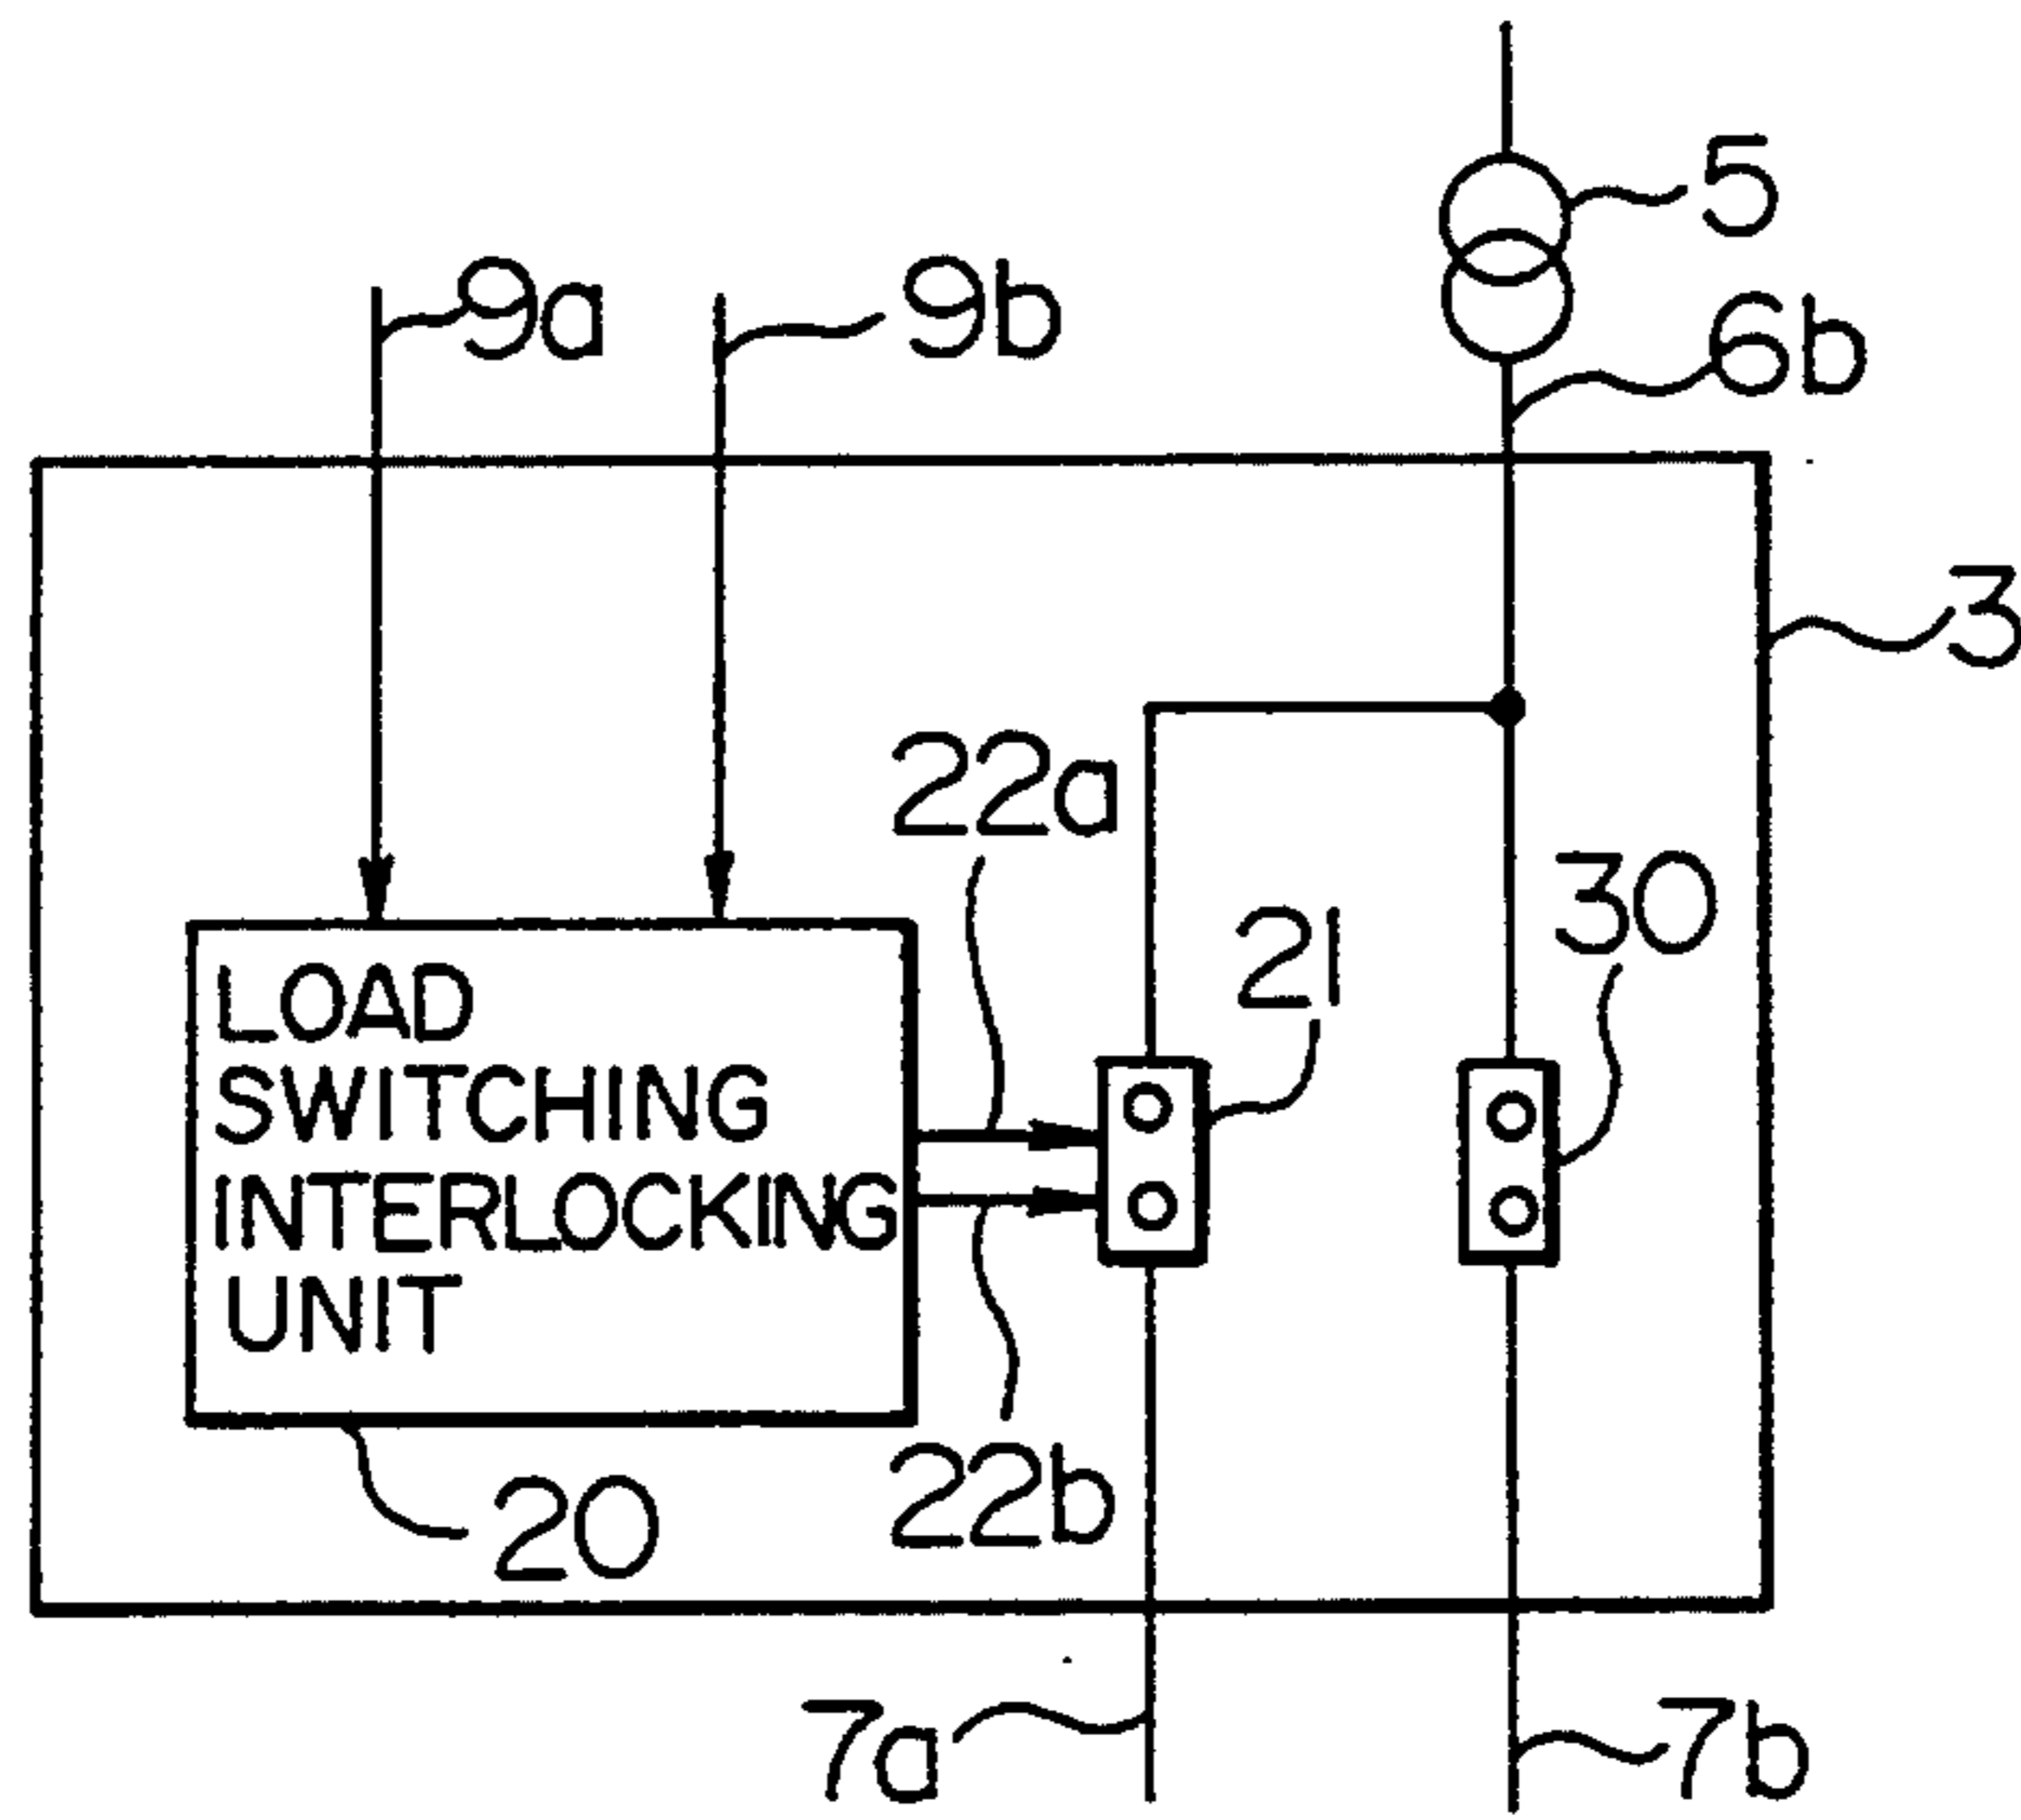 5
9a
9b
6b
3
22a
30
21
LOAD
SWITCHING
INTERLOCKING
UNIT
22b
20
7a
7b